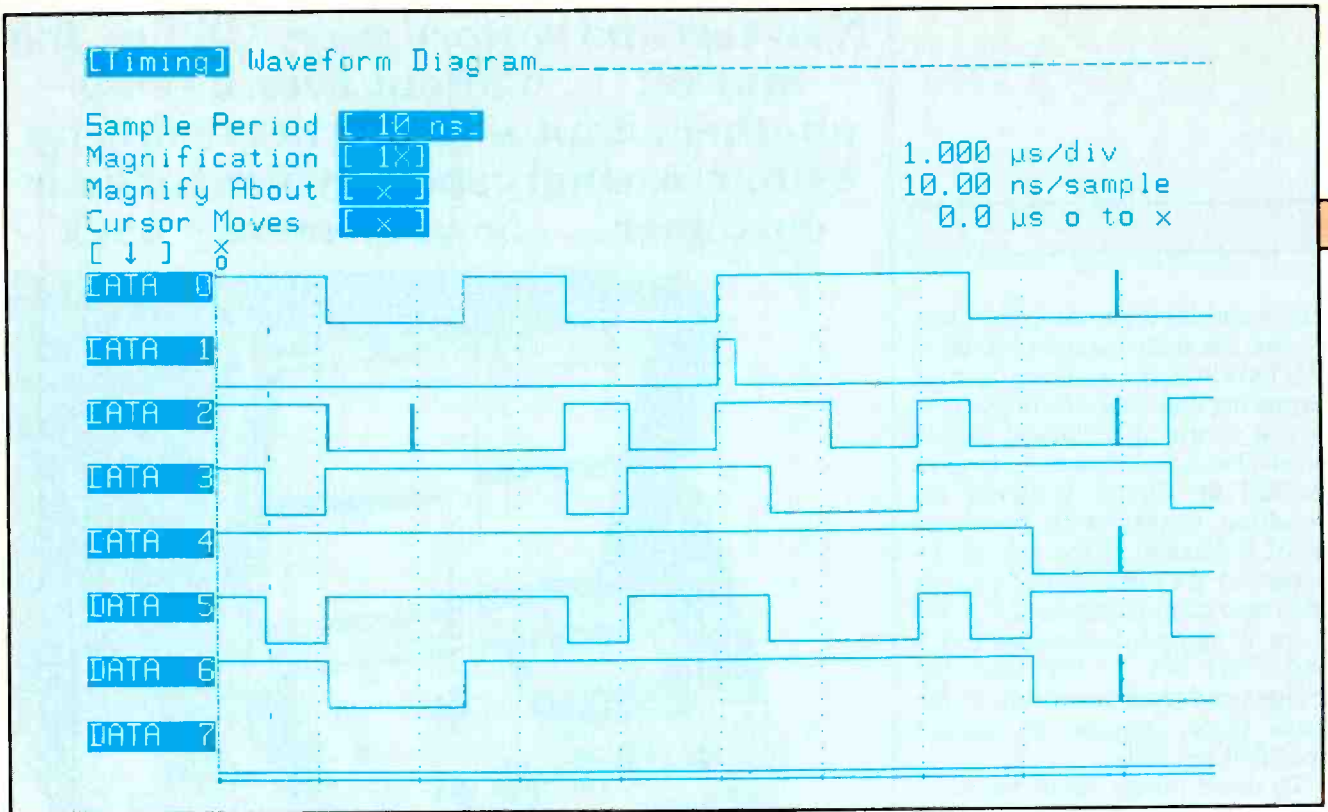 [Timing] Waveform Diagram
Sample Period [ 10 ns]
Magnification [ 1X]
Magnify About [ x ]
Cursor Moves [ x ]
1.000 µs/div
10.00 ns/sample
0.0 µs o to x
[ ↓ ] x
o
DATA 0
DATA 1
DATA 2
DATA 3
DATA 4
DATA 5
DATA 6
DATA 7